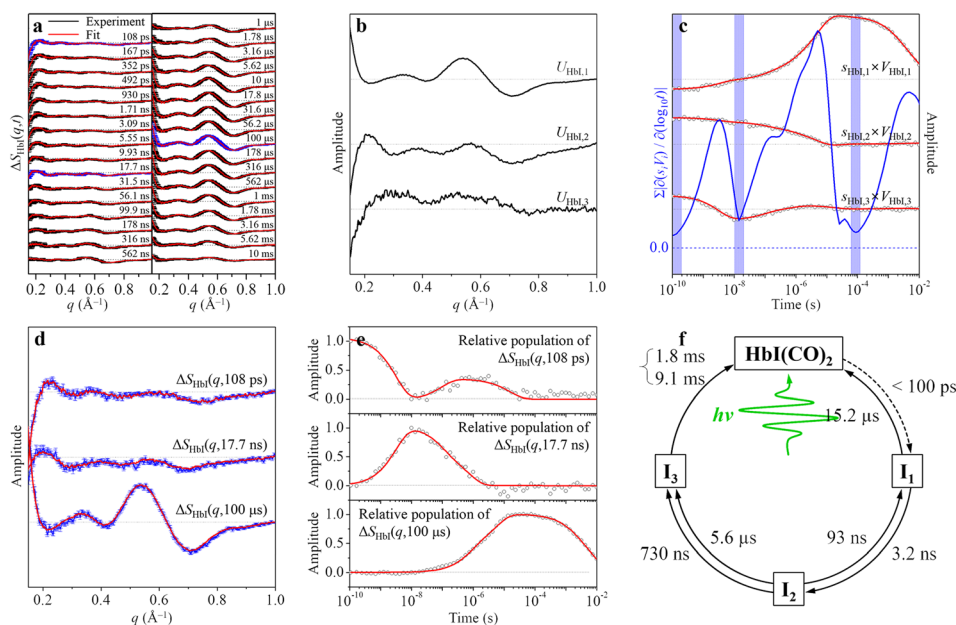 a
Experiment
Fit
108 ps
167 ps
352 ps
492 ps
930 ps
1.71 ns
3.09 ns
5.55 ns
9.93 ns
17.7 ns
31.5 ns
56.1 ns
99.9 ns
178 ns
316 ns
562 ns
1 μs
1.78 μs
3.16 μs
5.62 μs
10 μs
17.8 μs
31.6 μs
56.2 μs
100 μs
178 μs
316 μs
562 μs
1 ms
1.78 ms
3.16 ms
5.62 ms
10 ms
ΔS_HbI(q,t)
0.2 0.4 0.6 0.8 0.2 0.4 0.6 0.8 1.0
q (Å⁻¹) q (Å⁻¹)
b
U_HbI,1
U_HbI,2
U_HbI,3
Amplitude
0.2 0.4 0.6 0.8 1.0
q (Å⁻¹)
c
s_HbI,1×V_HbI,1
s_HbI,2×V_HbI,2
s_HbI,3×V_HbI,3
Σ|∂(sᵢVᵢ) / ∂(log₁₀t)|
Amplitude
0.0
10⁻¹⁰ 10⁻⁸ 10⁻⁶ 10⁻⁴ 10⁻²
Time (s)
d
ΔS_HbI(q,108 ps)
ΔS_HbI(q,17.7 ns)
ΔS_HbI(q,100 μs)
Amplitude
0.2 0.4 0.6 0.8 1.0
q (Å⁻¹)
e
Relative population of
ΔS_HbI(q,108 ps)
Amplitude
1.0
0.5
0.0
Relative population of
ΔS_HbI(q,17.7 ns)
Amplitude
1.0
0.5
0.0
Relative population of
ΔS_HbI(q,100 μs)
Amplitude
1.0
0.5
0.0
10⁻¹⁰ 10⁻⁸ 10⁻⁶ 10⁻⁴ 10⁻²
Time (s)
f
HbI(CO)₂
1.8 ms
9.1 ms
< 100 ps
hν
15.2 μs
I₃
I₁
5.6 μs
93 ns
730 ns
3.2 ns
I₂